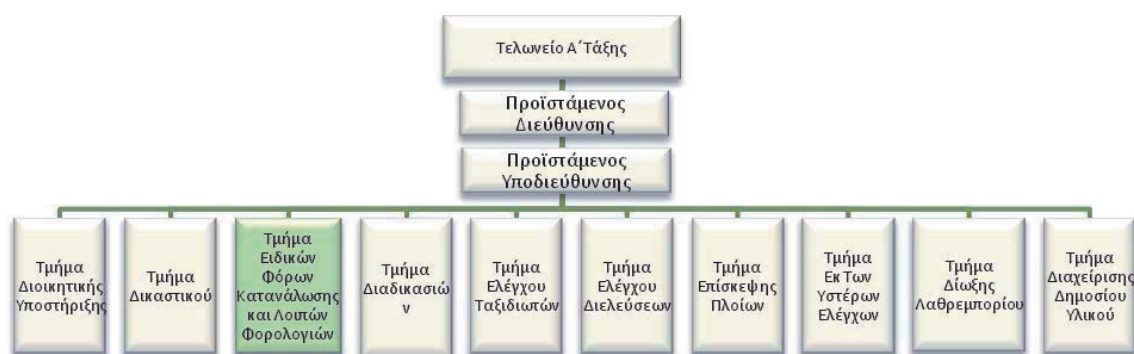 Τελωνείο Α΄ Τάξης
Προϊστάμενος
Διεύθυνσης
Προϊστάμενος
Υποδιεύθυνσης
Τμήμα
Διοικητικής
Υποστήριξης
Τμήμα
Δικαστικού
Τμήμα
Ειδικών
Φόρων
Κατανάλωσης
και Λοιπών
Φορολογιών
Τμήμα
Διαδικασιώ
ν
Τμήμα
Ελέγχου
Ταξιδιωτών
Τμήμα
Ελέγχου
Διελεύσεων
Τμήμα
Επίσκεψης
Πλοίων
Τμήμα
Εκ Των
Υστέρων
Ελέγχων
Τμήμα
Δίωξης
Λαθρεμπορίου
Τμήμα
Διαχείρισης
Δημοσίου
Υλικού